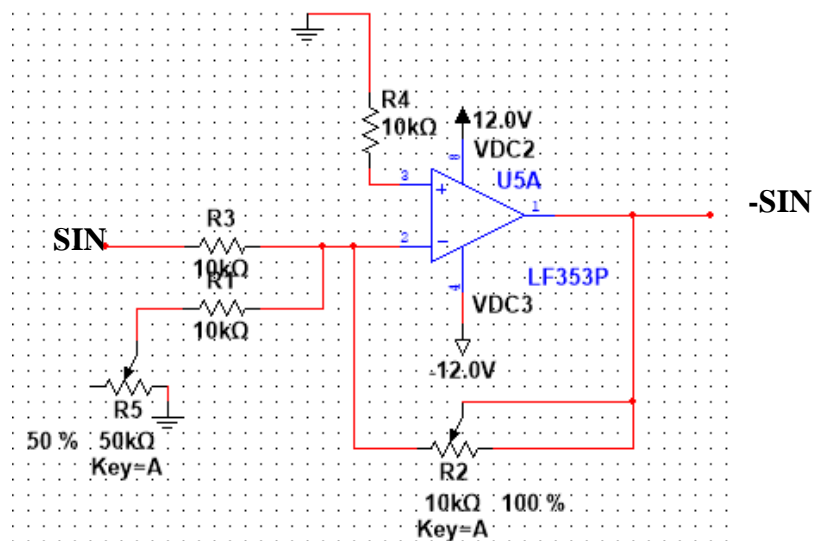 R4
10kΩ
12.0V
VDC2
8
U5A
3
+
1
-SIN
R3
SIN
2
−
10kΩ
LF353P
R1
4
VDC3
10kΩ
-12.0V
R5
50 % 50kΩ
Key=A
R2
10kΩ 100 %
Key=A